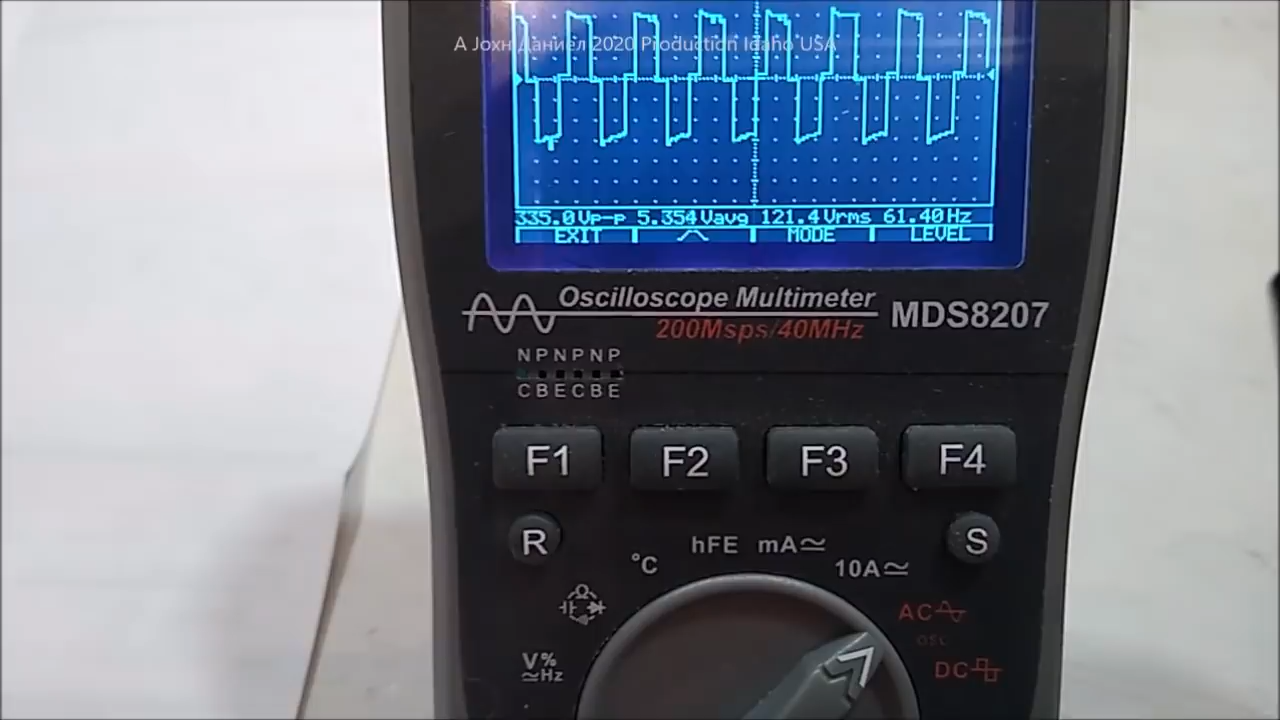 А Јохн Даниел 2020 Production Idaho USA
335.0Vp-p 5.354Vavg 121.4Vrms 61.40Hz
EXIT MODE LEVEL
Oscilloscope Multimeter MDS8207
200Msps/40MHz
NPNPNP
CBECBE
F1 F2 F3 F4
R S
°C hFE mA≂ 10A≂
AC
OSC
V%
≂Hz
DC